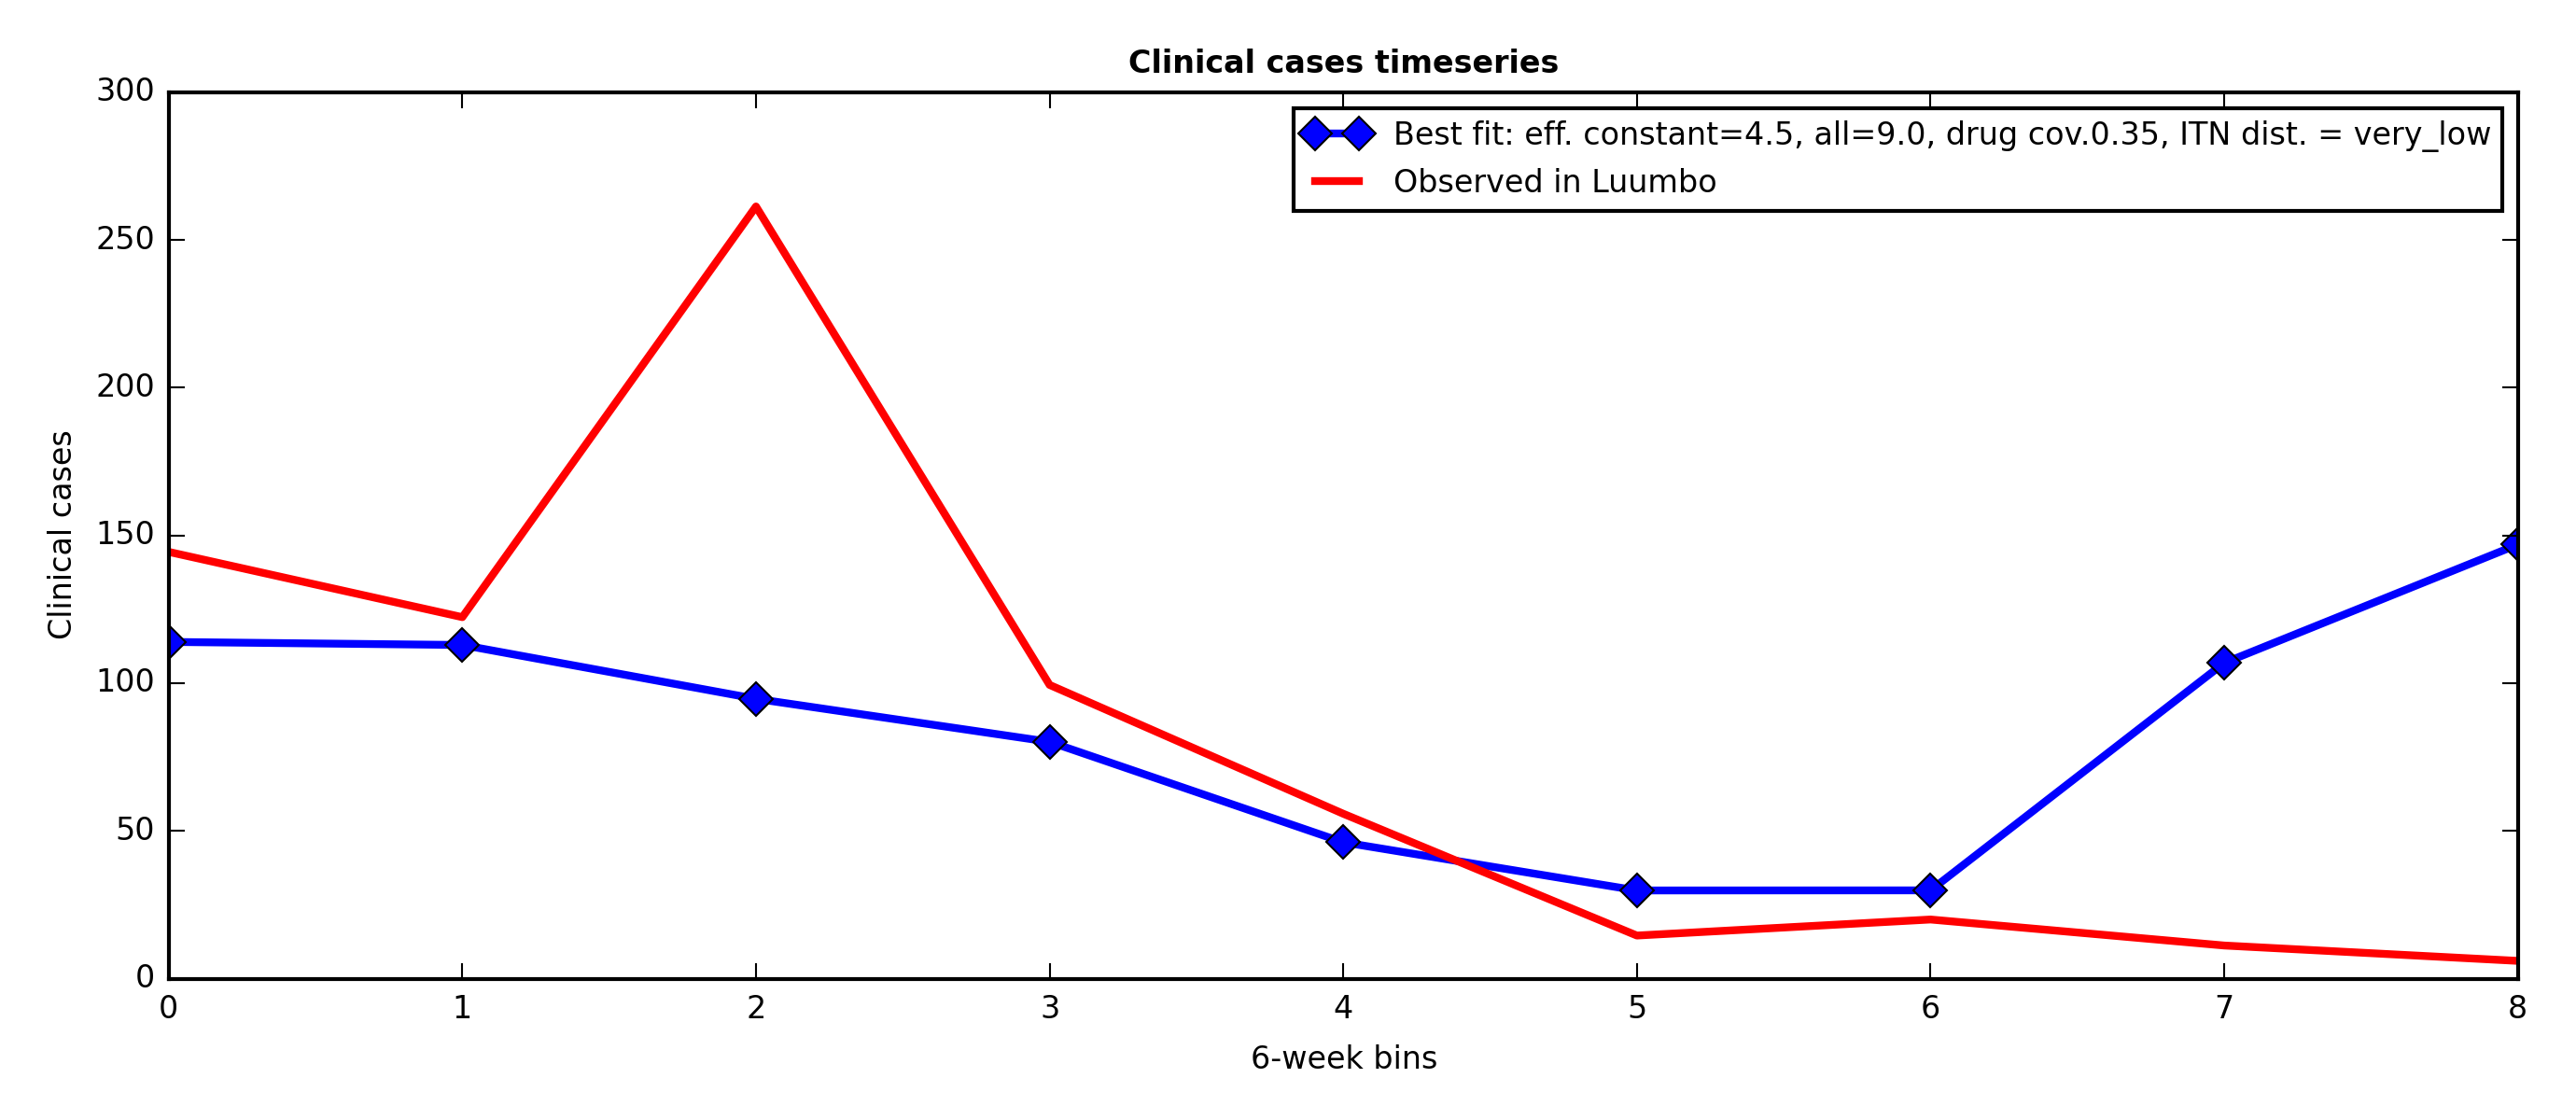 Clinical cases timeseries
300
250
200
150
100
50
0
Clinical cases
Best fit: eff. constant=4.5, all=9.0, drug cov.0.35, ITN dist. = very_low
Observed in Luumbo
0 1 2 3 4 5 6 7 8
6-week bins